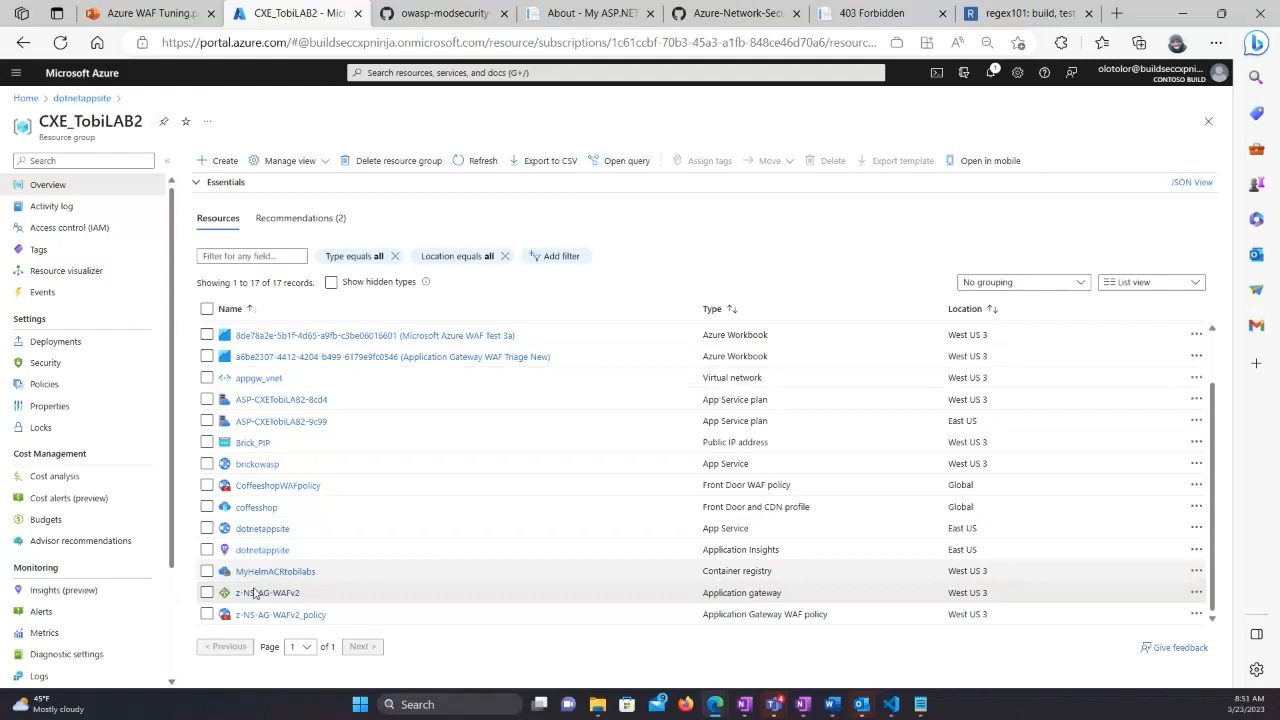 Azure WAF Tuning.p
CXE_TobiLAB2 - Mic
owasp-modsecurity-
About - My ASP.NET
Azure-Network-Sec
403 Forbidden
regex101: build, test
https://portal.azure.com/#@buildseccxpninja.onmicrosoft.com/resource/subscriptions/1c61ccbf-70b3-45a3-a1fb-848ce46d70a6/resourc...
Microsoft Azure
Search resources, services, and docs (G+/)
1
olotolor@buildseccxpni...
CONTOSO BUILD
Home > dotnetappsite >
CXE_TobiLAB2
Resource group
Search
Create
Manage view
Delete resource group
Refresh
Export to CSV
Open query
Assign tags
Move
Delete
Export template
Open in mobile
Essentials
JSON View
Overview
Activity log
Access control (IAM)
Tags
Resource visualizer
Events
Settings
Deployments
Security
Policies
Properties
Locks
Cost Management
Cost analysis
Cost alerts (preview)
Budgets
Advisor recommendations
Monitoring
Insights (preview)
Alerts
Metrics
Diagnostic settings
Logs
Resources
Recommendations (2)
Filter for any field...
Type equals all
Location equals all
Add filter
Showing 1 to 17 of 17 records.
Show hidden types
No grouping
List view
Name
Type
Location
8de78a2e-5b1f-4d65-a9fb-c3be06016601 (Microsoft Azure WAF Test 3a) Azure Workbook West US 3
a6be2307-4412-4204-b499-6179e9fc0546 (Application Gateway WAF Triage New) Azure Workbook West US 3
appgw_vnet Virtual network West US 3
ASP-CXETobiLAB2-8cd4 App Service plan West US 3
ASP-CXETobiLAB2-9c99 App Service plan East US
Brick_PIP Public IP address West US 3
brickowasp App Service West US 3
CoffeeshopWAFpolicy Front Door WAF policy Global
coffesshop Front Door and CDN profile Global
dotnetappsite App Service East US
dotnetappsite Application Insights East US
MyHelmACRtobilabs Container registry West US 3
z-NS-AG-WAFv2 Application gateway West US 3
z-NS-AG-WAFv2_policy Application Gateway WAF policy West US 3
< Previous
Page
1
of 1
Next >
Give feedback
45°F
Mostly cloudy
Search
8:51 AM
3/23/2023